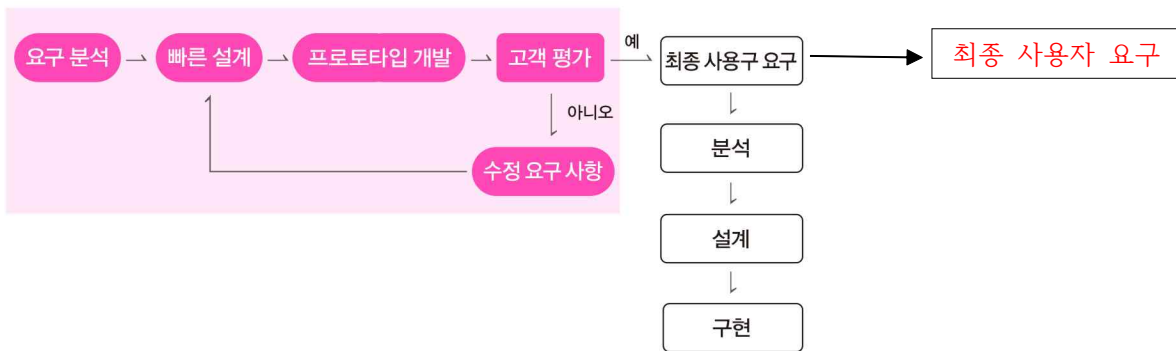 요구 분석
빠른 설계
프로토타입 개발
고객 평가
예
최종 사용구 요구
최종 사용자 요구
아니오
수정 요구 사항
분석
설계
구현